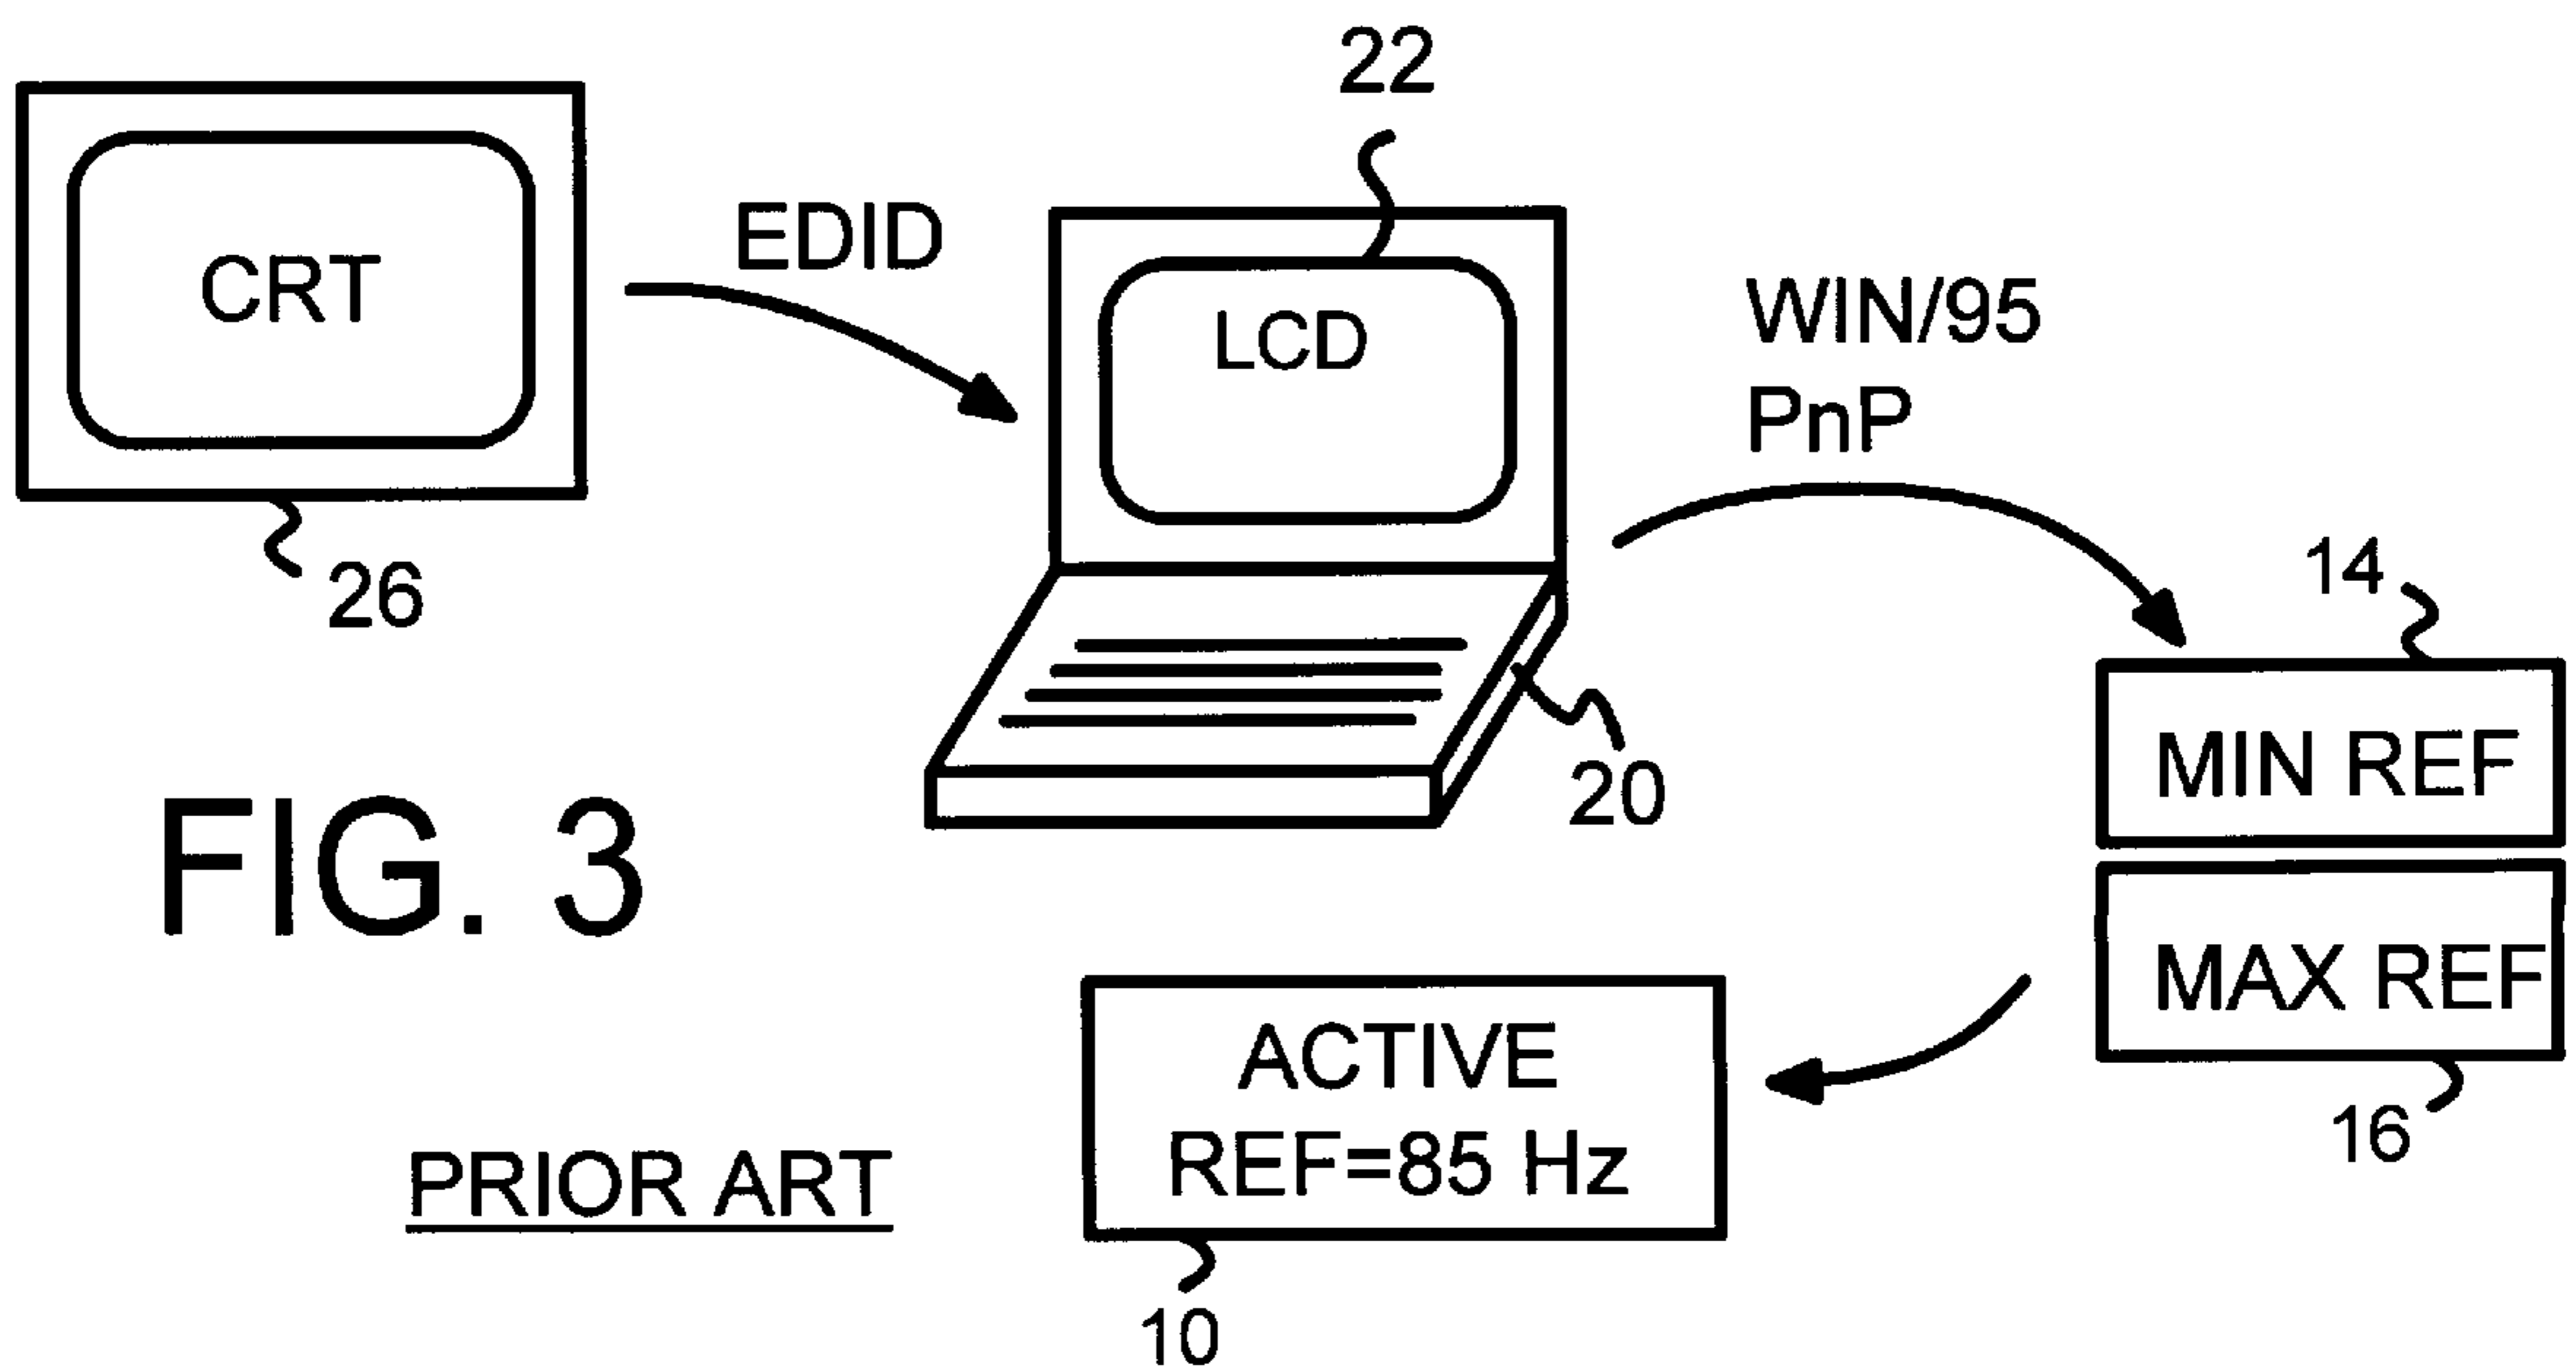 22
CRT
EDID
LCD
WIN/95
PnP
26
14
20
MIN REF
FIG. 3
MAX REF
ACTIVE
REF=85 Hz
16
PRIOR ART
10